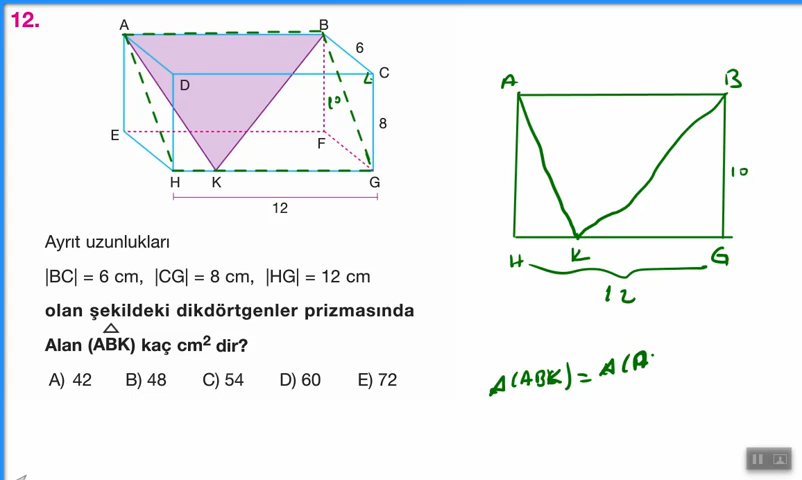 12.
A
B
6
D
C
10
8
E
F
H
K
G
12
Ayrıt uzunlukları
|BC| = 6 cm, |CG| = 8 cm, |HG| = 12 cm
olan şekildeki dikdörtgenler prizmasında
Alan (ABK) kaç cm² dir?
A) 42 B) 48 C) 54 D) 60 E) 72
A B
10
H K G
12
A(ABK) = A(A